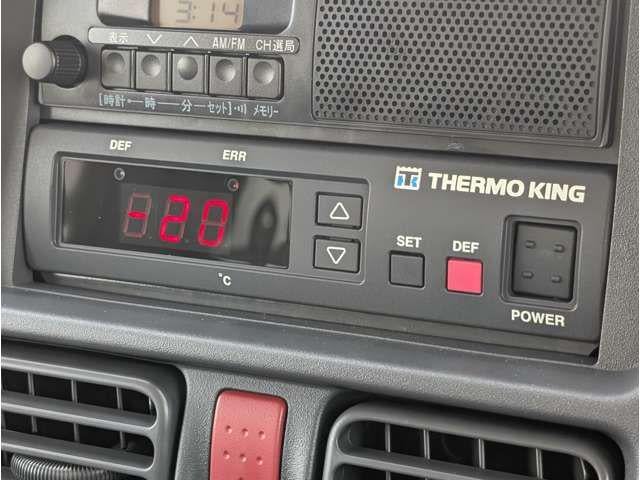 3:14
表示 AM/FM CH選局
[時計 時 分 セット] メモリー
DEF ERR
-20
°C
THERMO KING
SET DEF
POWER